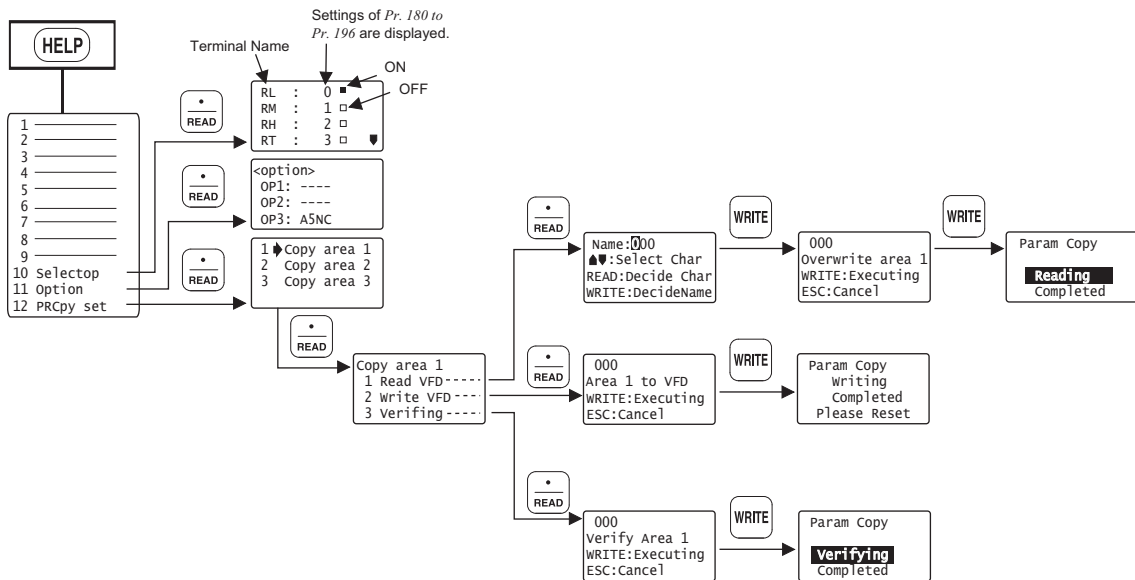 HELP
1
2
3
4
5
6
7
8
9
10 Selectop
11 Option
12 PRCpy set
•
READ
•
READ
•
READ
Terminal Name
Settings of Pr. 180 to
Pr. 196 are displayed.
ON
OFF
RL : 0 ■
RM : 1 □
RH : 2 □
RT : 3 □
<option>
OP1: ----
OP2: ----
OP3: A5NC
1 Copy area 1
2 Copy area 2
3 Copy area 3
•
READ
Copy area 1
1 Read VFD-----
2 Write VFD----
3 Verifing-----
•
READ
Name:000
:Select Char
READ:Decide Char
WRITE:DecideName
WRITE
000
Overwrite area 1
WRITE:Executing
ESC:Cancel
WRITE
Param Copy
Reading
Completed
•
READ
000
Area 1 to VFD
WRITE:Executing
ESC:Cancel
WRITE
Param Copy
Writing
Completed
Please Reset
•
READ
000
Verify Area 1
WRITE:Executing
ESC:Cancel
WRITE
Param Copy
Verifying
Completed